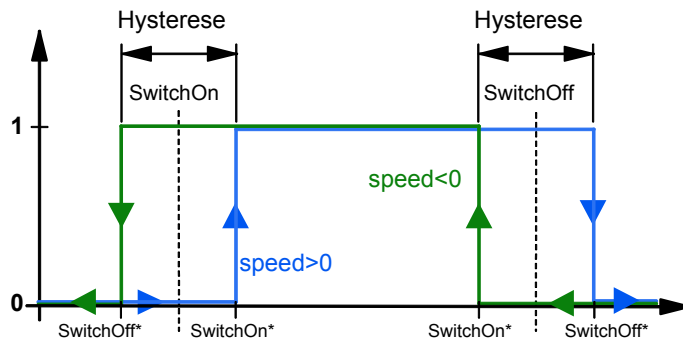 Hysterese Hysterese
SwitchOn SwitchOff
1
speed<0
speed>0
0
SwitchOff* SwitchOn* SwitchOn* SwitchOff*